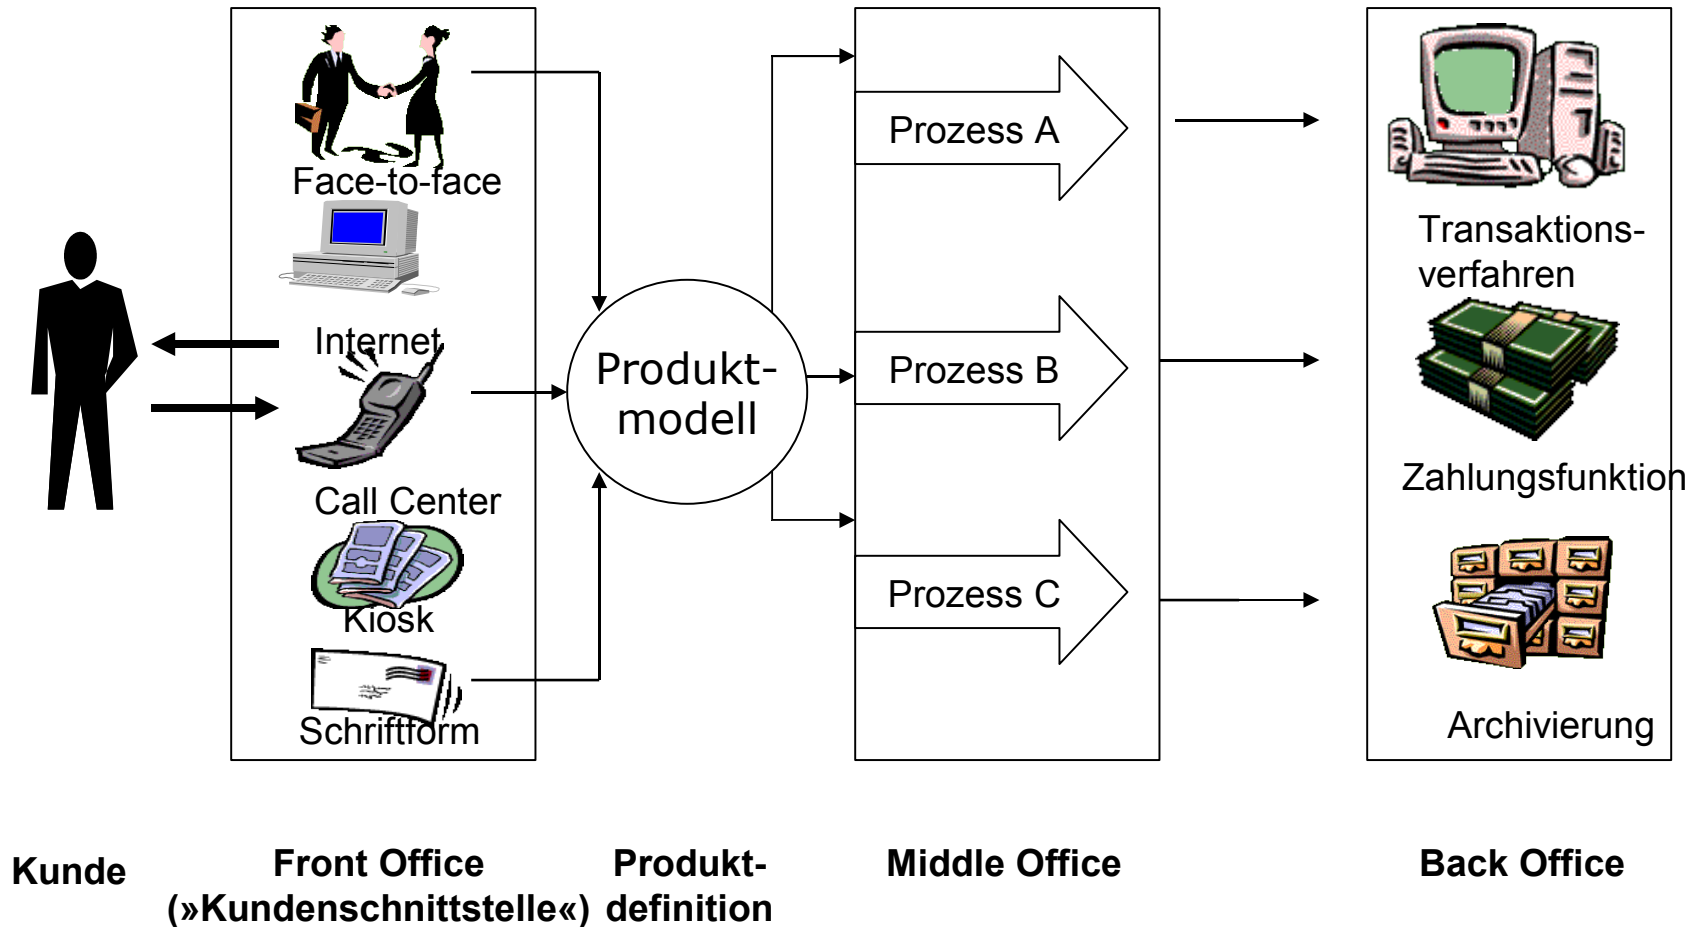 Face-to-face
Internet
Call Center
Kiosk
Schriftform
Produkt-
modell
Prozess A
Prozess B
Prozess C
Transaktions-
verfahren
Zahlungsfunktion
Archivierung
Kunde
Front Office
(»Kundenschnittstelle«)
Produkt-
definition
Middle Office
Back Office